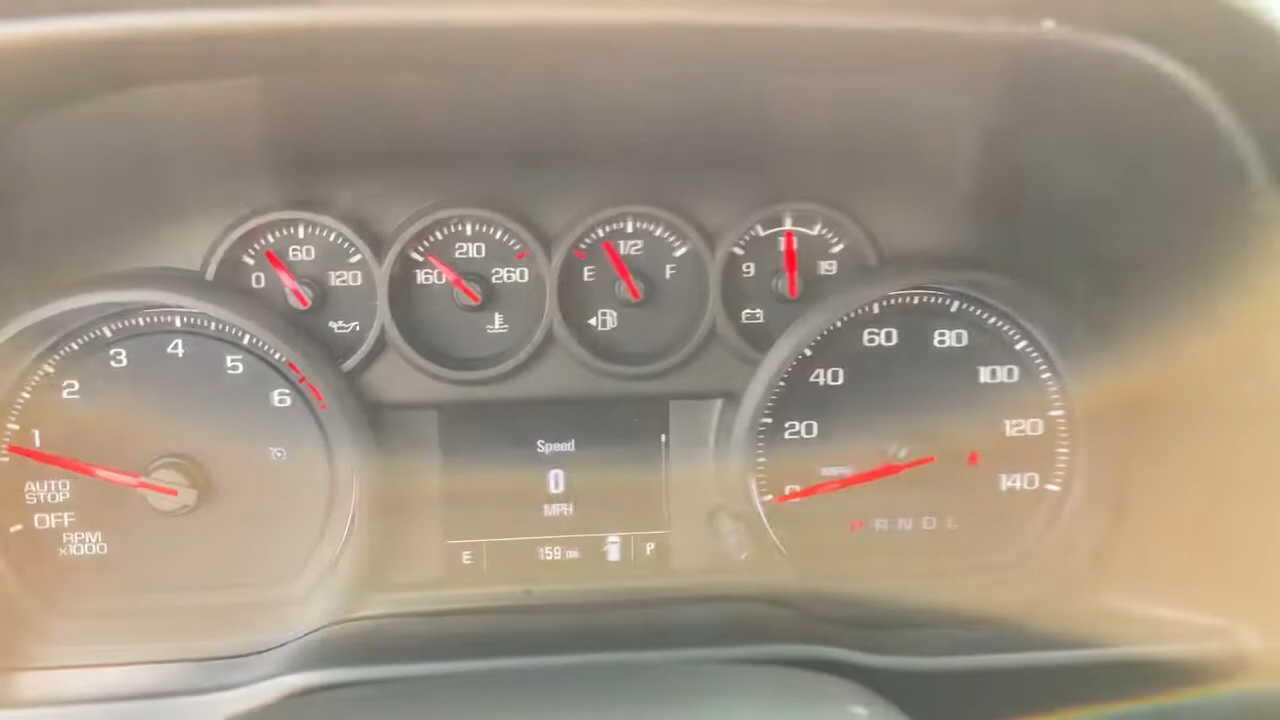 0 60 120
160 210 260
E 1/2 F
9 19
1 2 3 4 5 6
AUTO
STOP
OFF
RPM
x1000
Speed
0
MPH
E 159 mi P
20 40 60 80 100 120 140
P R N D L